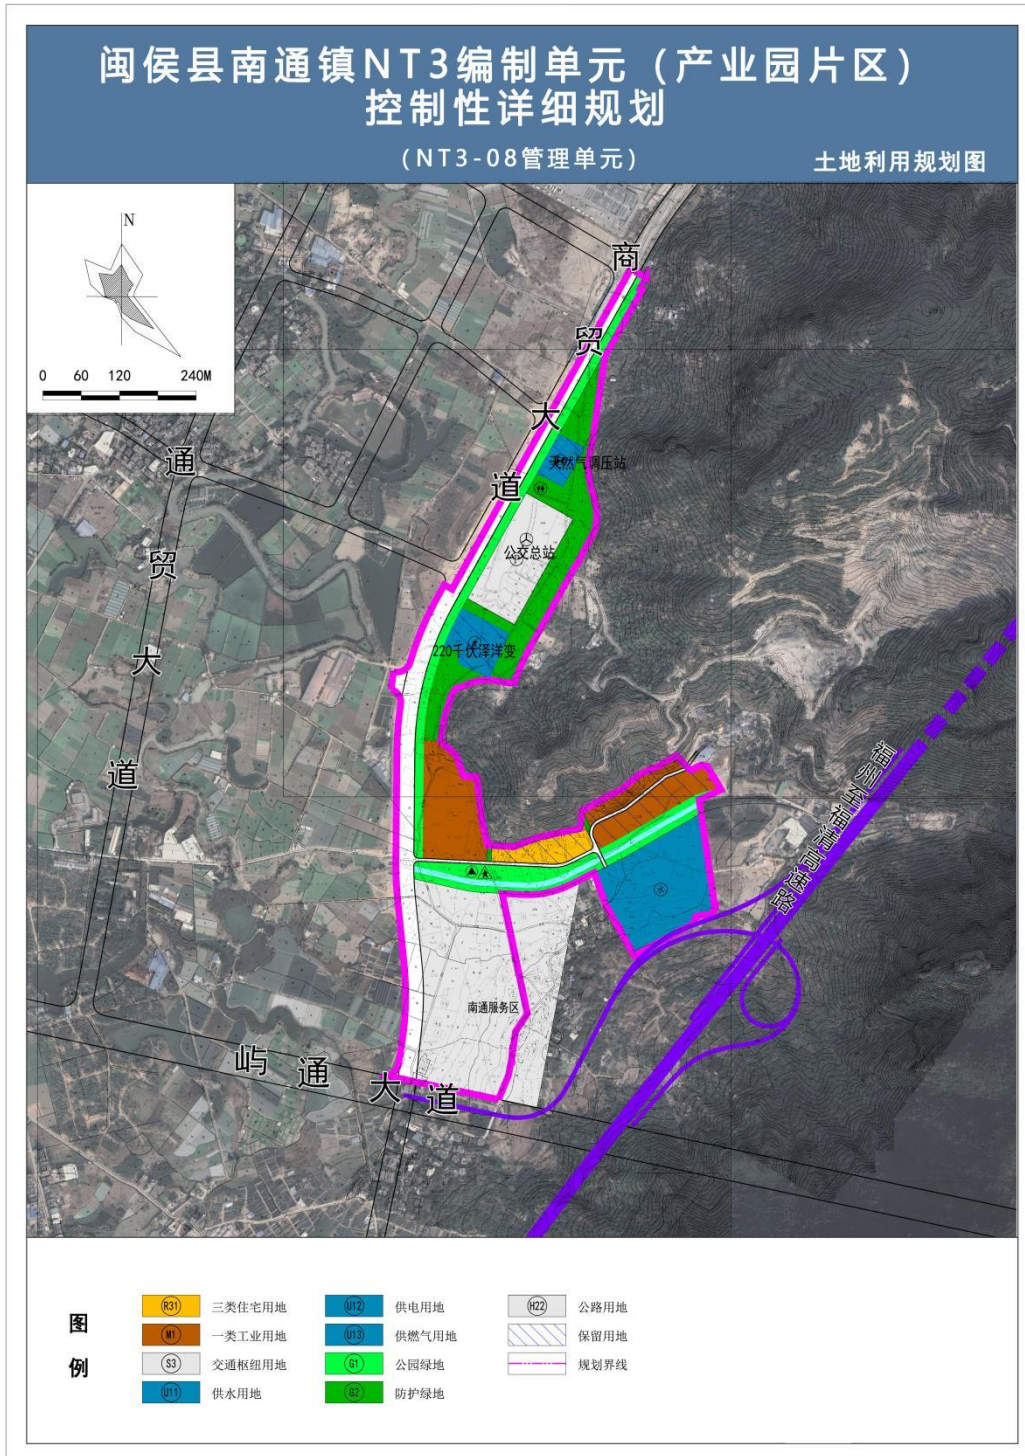 闽侯县南通镇NT3编制单元（产业园片区）
控制性详细规划
（NT3-08管理单元）
土地利用规划图
N
0 60 120 240M
商
贸
大
道
通
贸
大
道
天然气调压站
公交总站
220千伏泽洋变
福州至福清高速路
水
南通服务区
屿通大道
图例
R31 三类住宅用地
M1 一类工业用地
S3 交通枢纽用地
U11 供水用地
U12 供电用地
U13 供燃气用地
G1 公园绿地
G2 防护绿地
H22 公路用地
保留用地
规划界线